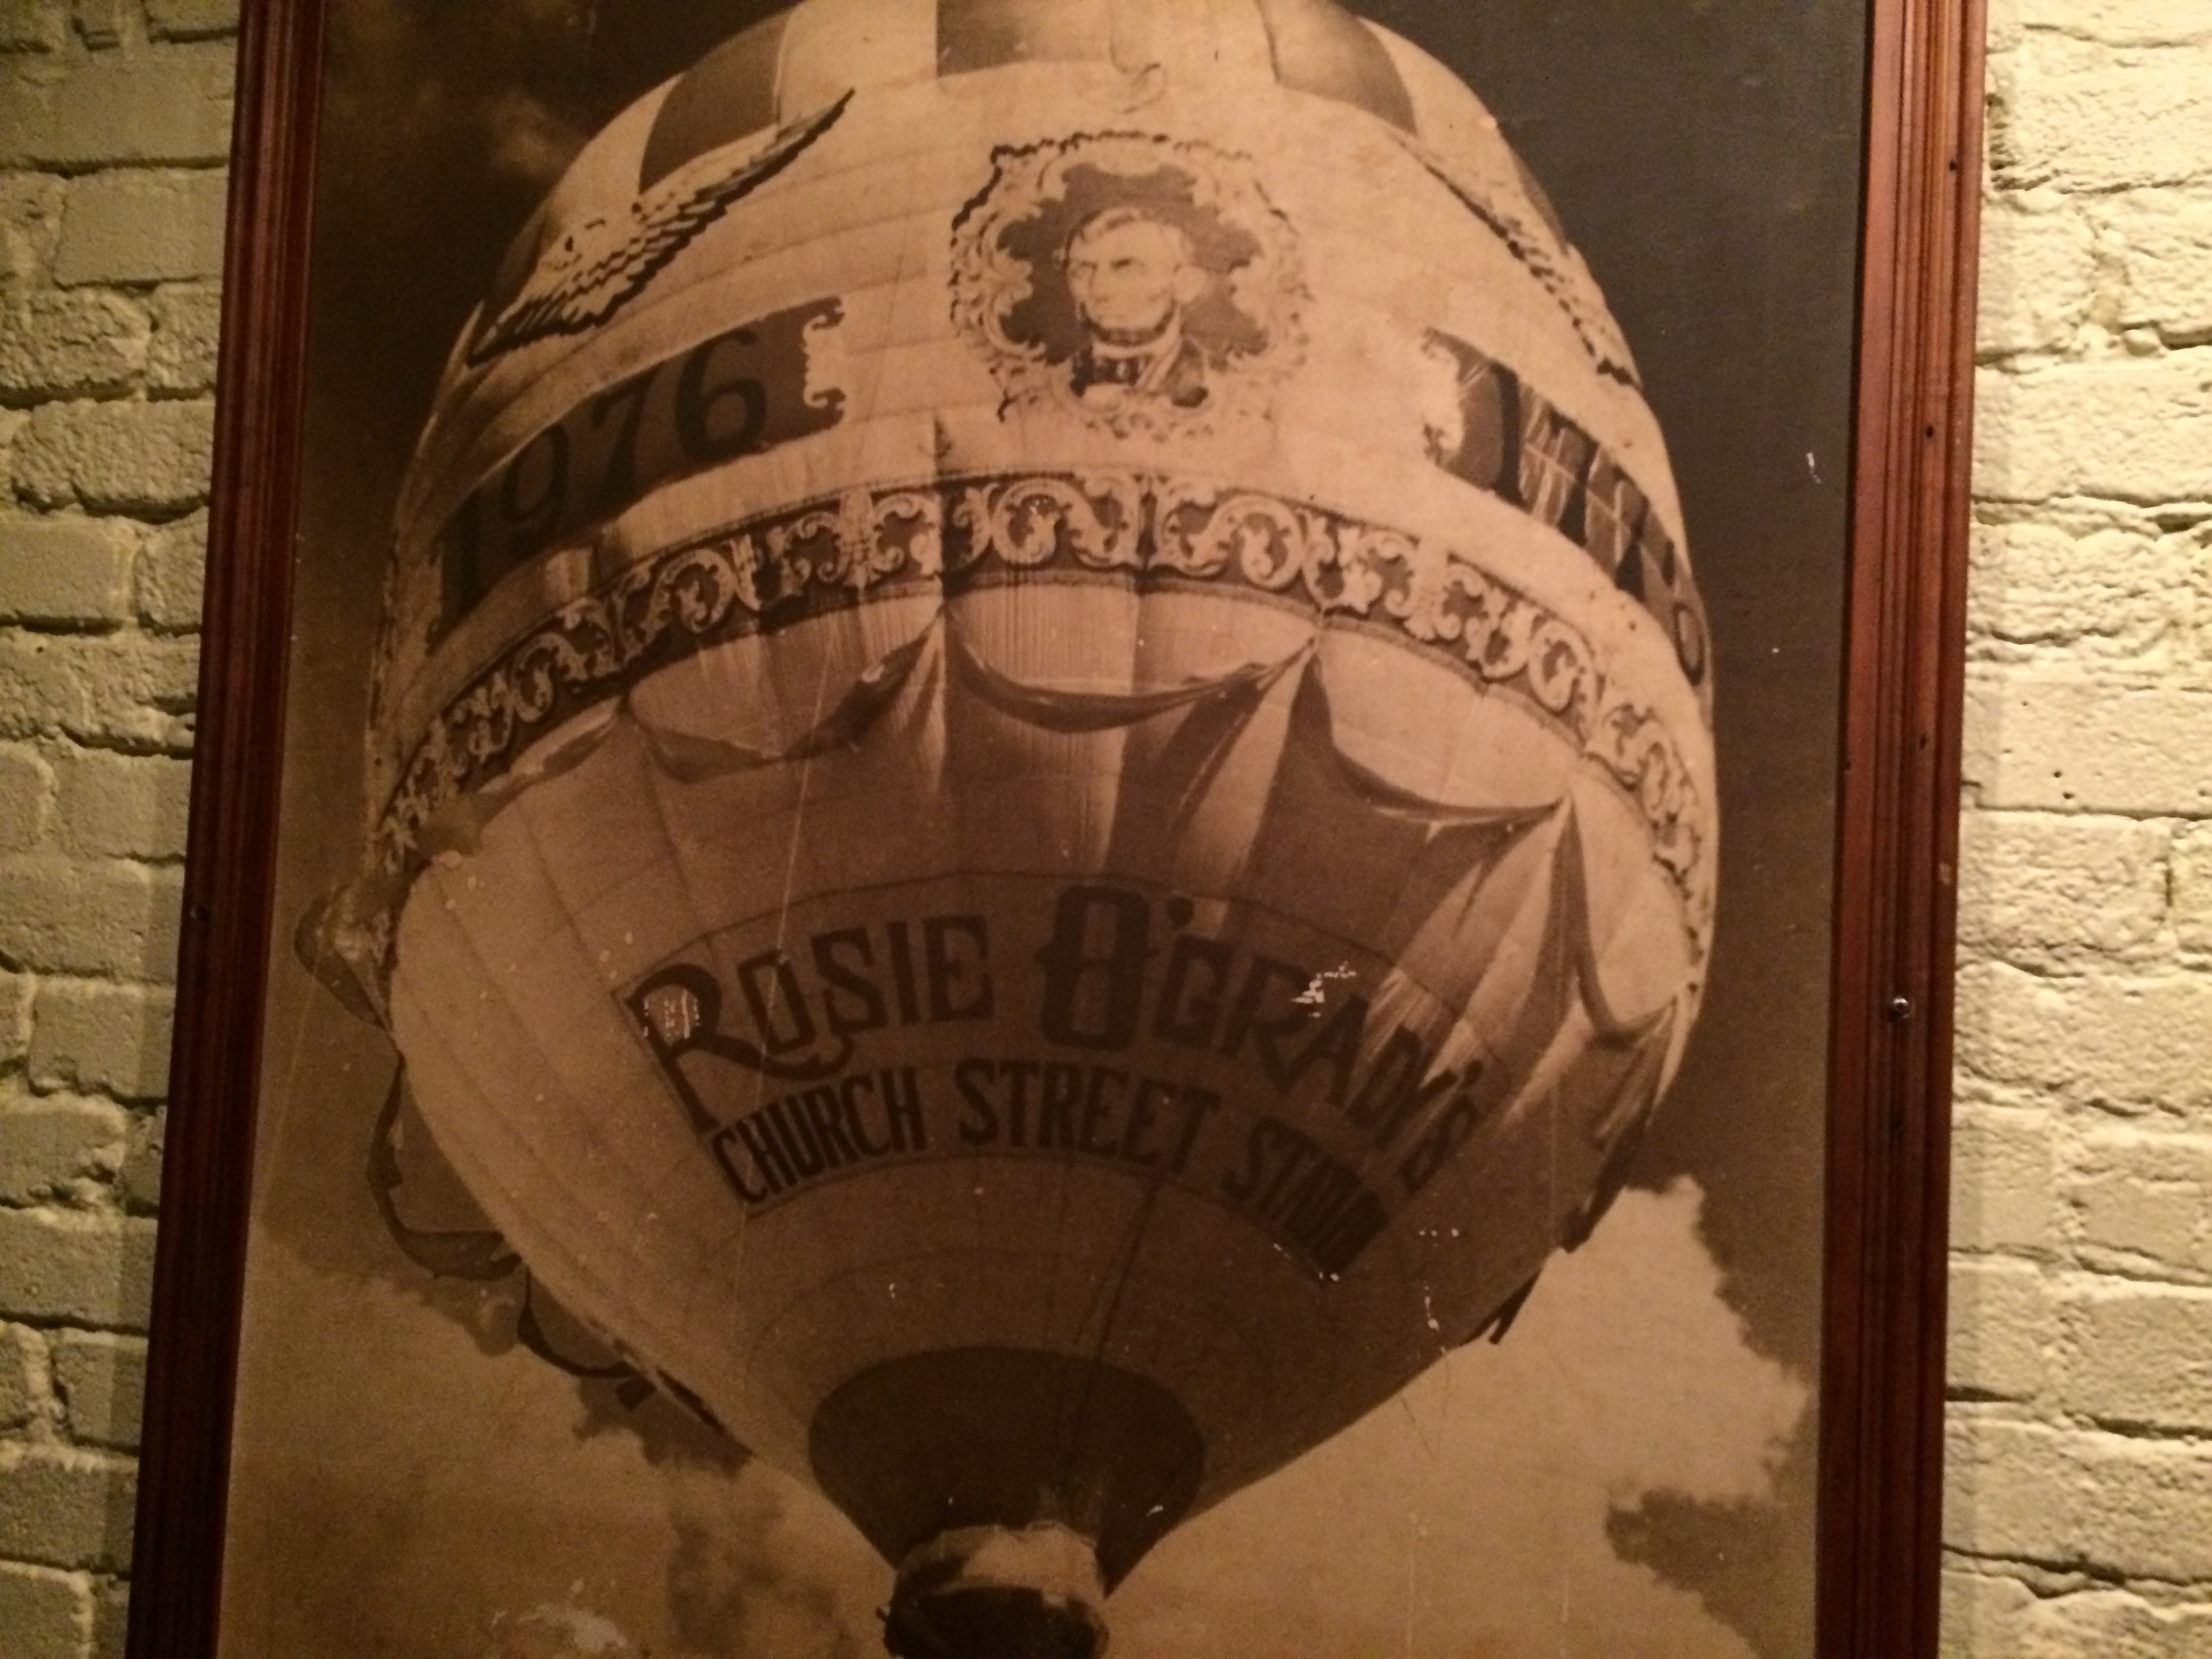 1976
ROSIE O'GRADY'S
CHURCH STREET STATION